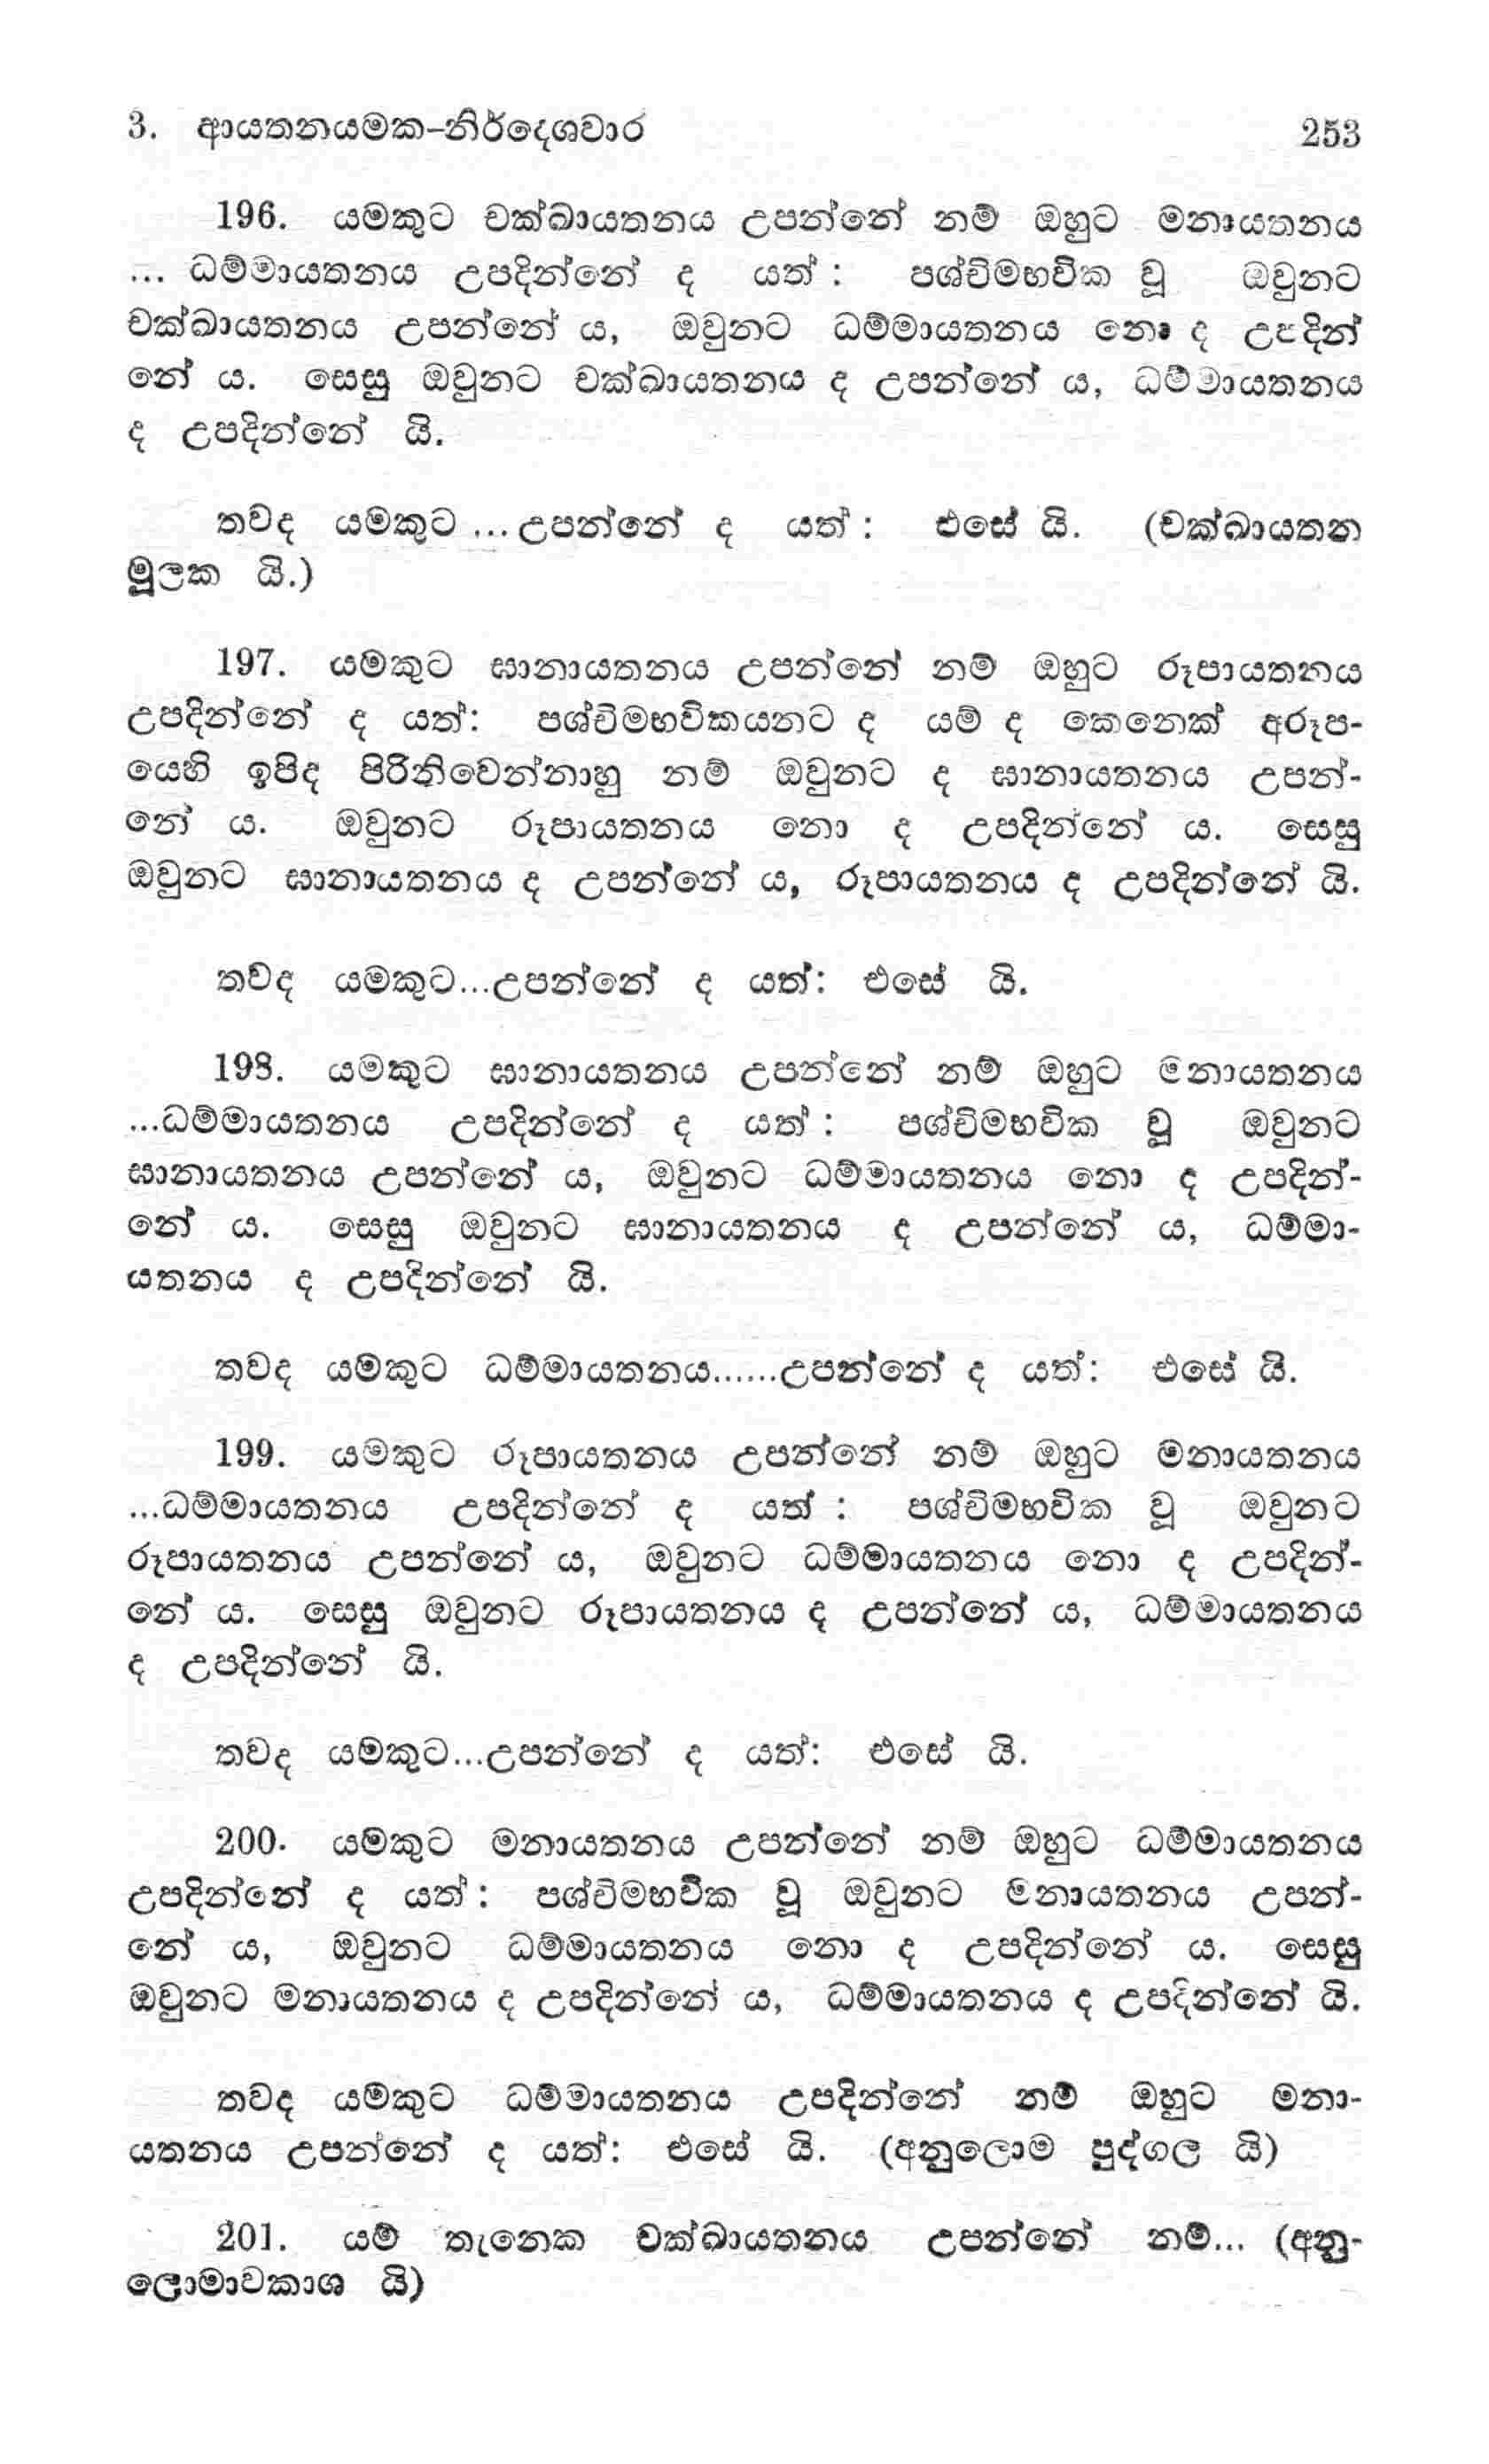 3. ආයතනයමක-නිර්දෙශවාර 253
196. යමකුට චක්ඛායතනය උපන්නේ නම් ඔහුට මනායතනය
... ධම්මායතනය උපදින්නේ ද යත් : පශ්චිමභවික වූ ඔවුනට
චක්ඛායතනය උපන්නේ ය, ඔවුනට ධම්මායතනය නො ද උපදින්
නේ ය. සෙසු ඔවුනට චක්ඛායතනය ද උපන්නේ ය, ධම්මායතනය
ද උපදින්නේ යි.
තවද යමකුට ... උපන්නේ ද යත් : එසේ යි. (චක්ඛායතන
මූලක යි.)
197. යමකුට ඝානායතනය උපන්නේ නම් ඔහුට රූපායතනය
උපදින්නේ ද යත්: පශ්චිමභවිකයනට ද යම් ද කෙනෙක් අරූප-
යෙහි ඉපිද පිරිනිවෙන්නාහු නම් ඔවුනට ද ඝානායතනය උපන්-
නේ ය. ඔවුනට රූපායතනය නො ද උපදින්නේ ය. සෙසු
ඔවුනට ඝානායතනය ද උපන්නේ ය, රූපායතනය ද උපදින්නේ යි.
තවද යමකුට...උපන්නේ ද යත්: එසේ යි.
198. යමකුට ඝානායතනය උපන්නේ නම් ඔහුට මනායතනය
...ධම්මායතනය උපදින්නේ ද යත් : පශ්චිමභවික වූ ඔවුනට
ඝානායතනය උපන්නේ ය, ඔවුනට ධම්මායතනය නො ද උපදින්-
නේ ය. සෙසු ඔවුනට ඝානායතනය ද උපන්නේ ය, ධම්මා-
යතනය ද උපදින්නේ යි.
තවද යමකුට ධම්මායතනය......උපන්නේ ද යත්: එසේ යි.
199. යමකුට රූපායතනය උපන්නේ නම් ඔහුට මනායතනය
...ධම්මායතනය උපදින්නේ ද යත් : පශ්චිමභවික වූ ඔවුනට
රූපායතනය උපන්නේ ය, ඔවුනට ධම්මායතනය නො ද උපදින්-
නේ ය. සෙසු ඔවුනට රූපායතනය ද උපන්නේ ය, ධම්මායතනය
ද උපදින්නේ යි.
තවද යමකුට...උපන්නේ ද යත්: එසේ යි.
200. යමකුට මනායතනය උපන්නේ නම් ඔහුට ධම්මායතනය
උපදින්නේ ද යත් : පශ්චිමභවික වූ ඔවුනට මනායතනය උපන්-
නේ ය, ඔවුනට ධම්මායතනය නො ද උපදින්නේ ය. සෙසු
ඔවුනට මනායතනය ද උපදින්නේ ය, ධම්මායතනය ද උපදින්නේ යි.
තවද යමකුට ධම්මායතනය උපදින්නේ නම් ඔහුට මනා-
යතනය උපන්නේ ද යත්: එසේ යි. (අනුලොම පුද්ගල යි)
201. යම් තැනෙක චක්ඛායතනය උපන්නේ නම්... (අනු-
ලොමාවකාශ යි)